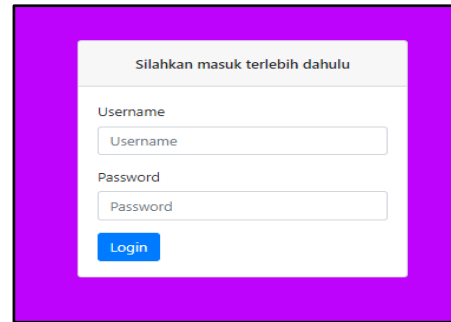 Silahkan masuk terlebih dahulu
Username
Username
Password
Password
Login